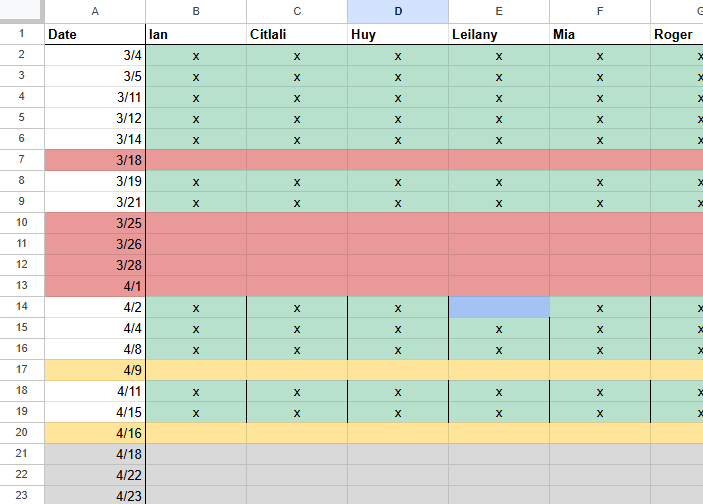 A B C D E F G
1 Date Ian Citlali Huy Leilany Mia Roger
2 3/4 x x x x x x
3 3/5 x x x x x x
4 3/11 x x x x x x
5 3/12 x x x x x x
6 3/14 x x x x x x
7 3/18
8 3/19 x x x x x x
9 3/21 x x x x x x
10 3/25
11 3/26
12 3/28
13 4/1
14 4/2 x x x x x
15 4/4 x x x x x x
16 4/8 x x x x x x
17 4/9
18 4/11 x x x x x x
19 4/15 x x x x x x
20 4/16
21 4/18
22 4/22
23 4/23